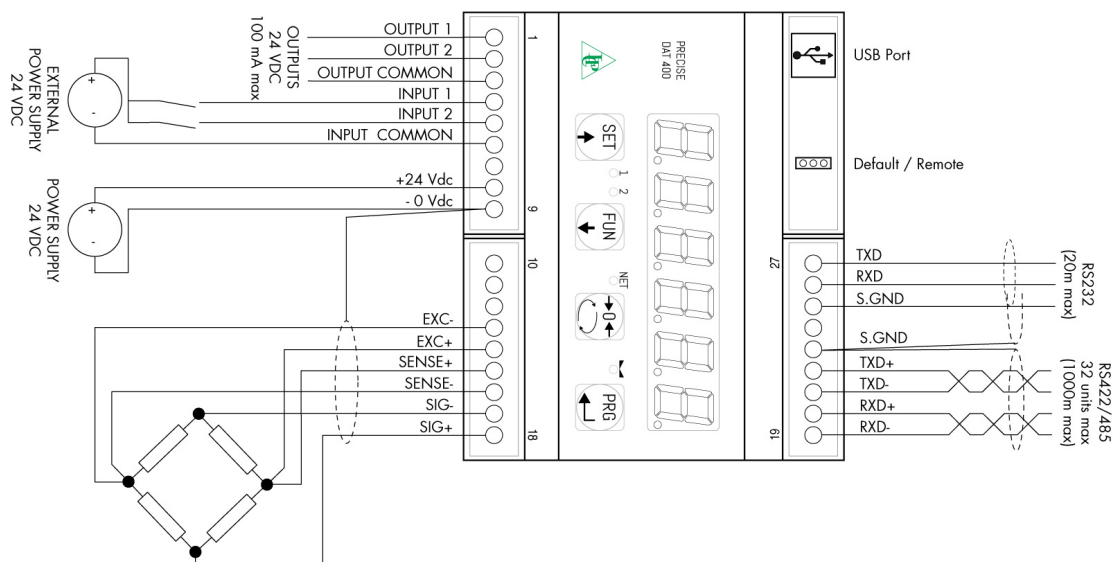 OUTPUT 1
OUTPUT 2
OUTPUT COMMON
INPUT 1
INPUT 2
INPUT COMMON
+24 Vdc
- 0 Vdc
OUTPUTS
24 VDC
100 mA max
EXTERNAL
POWER SUPPLY
24 VDC
+
-
POWER SUPPLY
24 VDC
+
-
EXC-
EXC+
SENSE+
SENSE-
SIG-
SIG+
1
9
10
18
PRECISE
DAT 400
SET
1
2
FUN
NET
0
PRG
USB Port
Default / Remote
27
19
TXD
RXD
S.GND
S.GND
TXD+
TXD-
RXD+
RXD-
RS232
(20m max)
RS422/485
32 units max
(1000m max)